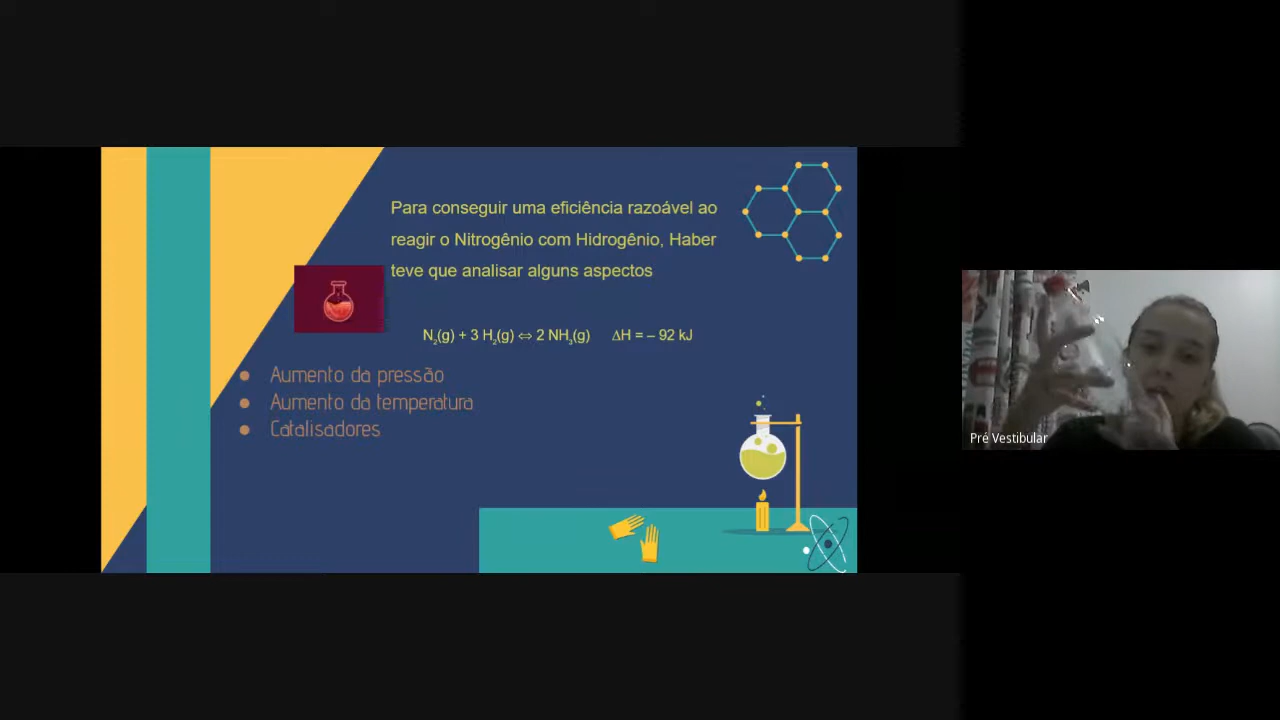 Para conseguir uma eficiência razoável ao
reagir o Nitrogênio com Hidrogênio, Haber
teve que analisar alguns aspectos
N₂(g) + 3 H₂(g) ⇔ 2 NH₃(g) ΔH = – 92 kJ
● Aumento da pressão
● Aumento da temperatura
● Catalisadores
Pré Vestibular